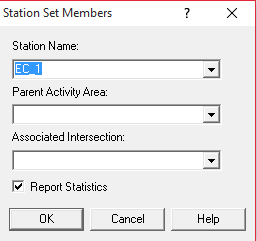 Station Set Members ? X
Station Name:
EC_1
Parent Activity Area:
Associated Intersection:
Report Statistics
OK Cancel Help